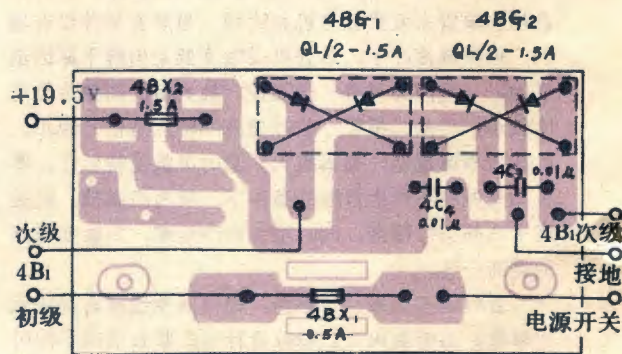 4BG₁ 4BG₂
QL/2-1.5A QL/2-1.5A
+19.5v
4BX₂
1.5A
4C₃ 0.01μ
4C₄
0.01μ
次级
4B₁
初级
4B₁次级
接地
电源开关
4BX₁
0.5A